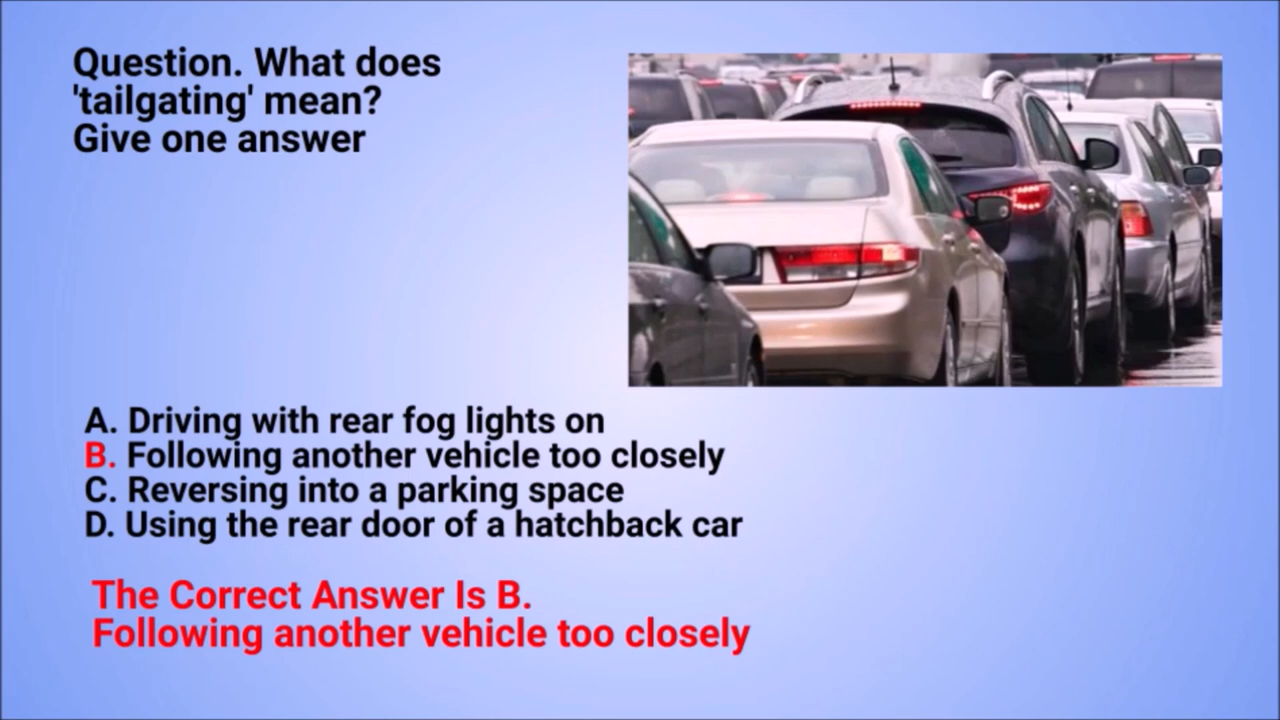 Question. What does
'tailgating' mean?
Give one answer
A. Driving with rear fog lights on
B. Following another vehicle too closely
C. Reversing into a parking space
D. Using the rear door of a hatchback car
The Correct Answer Is B.
Following another vehicle too closely